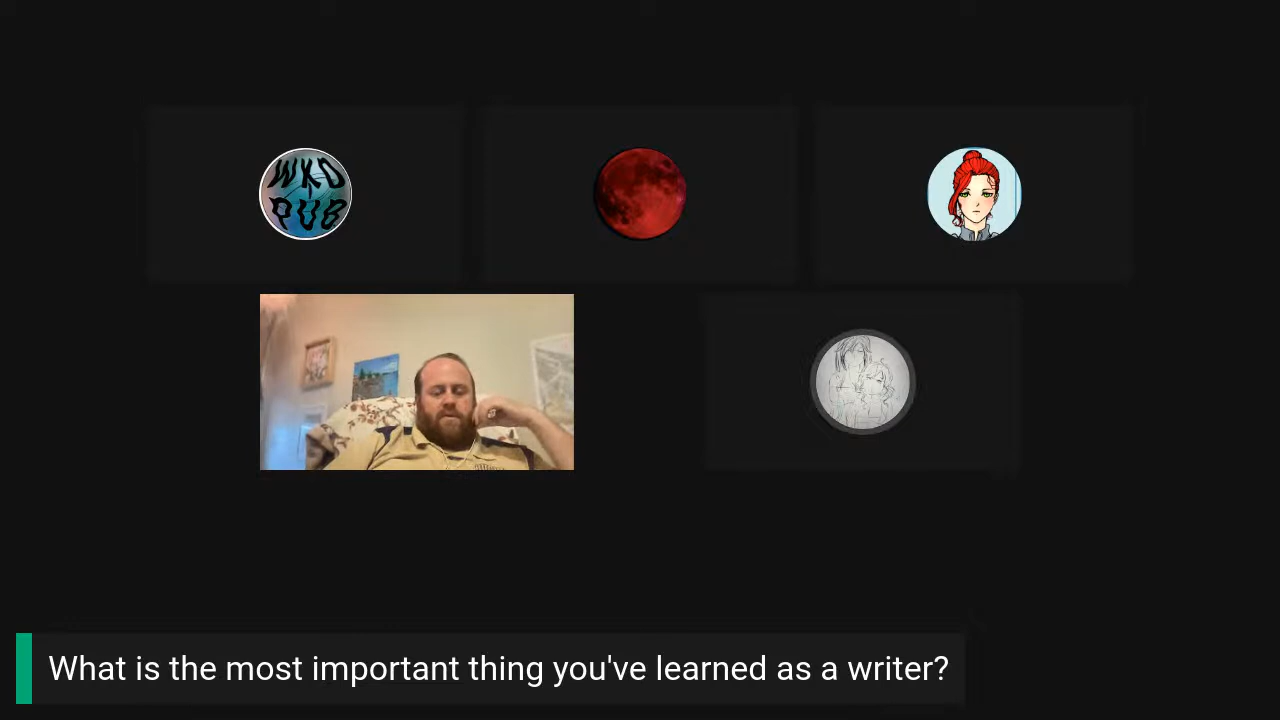 WKD
PUB
What is the most important thing you've learned as a writer?